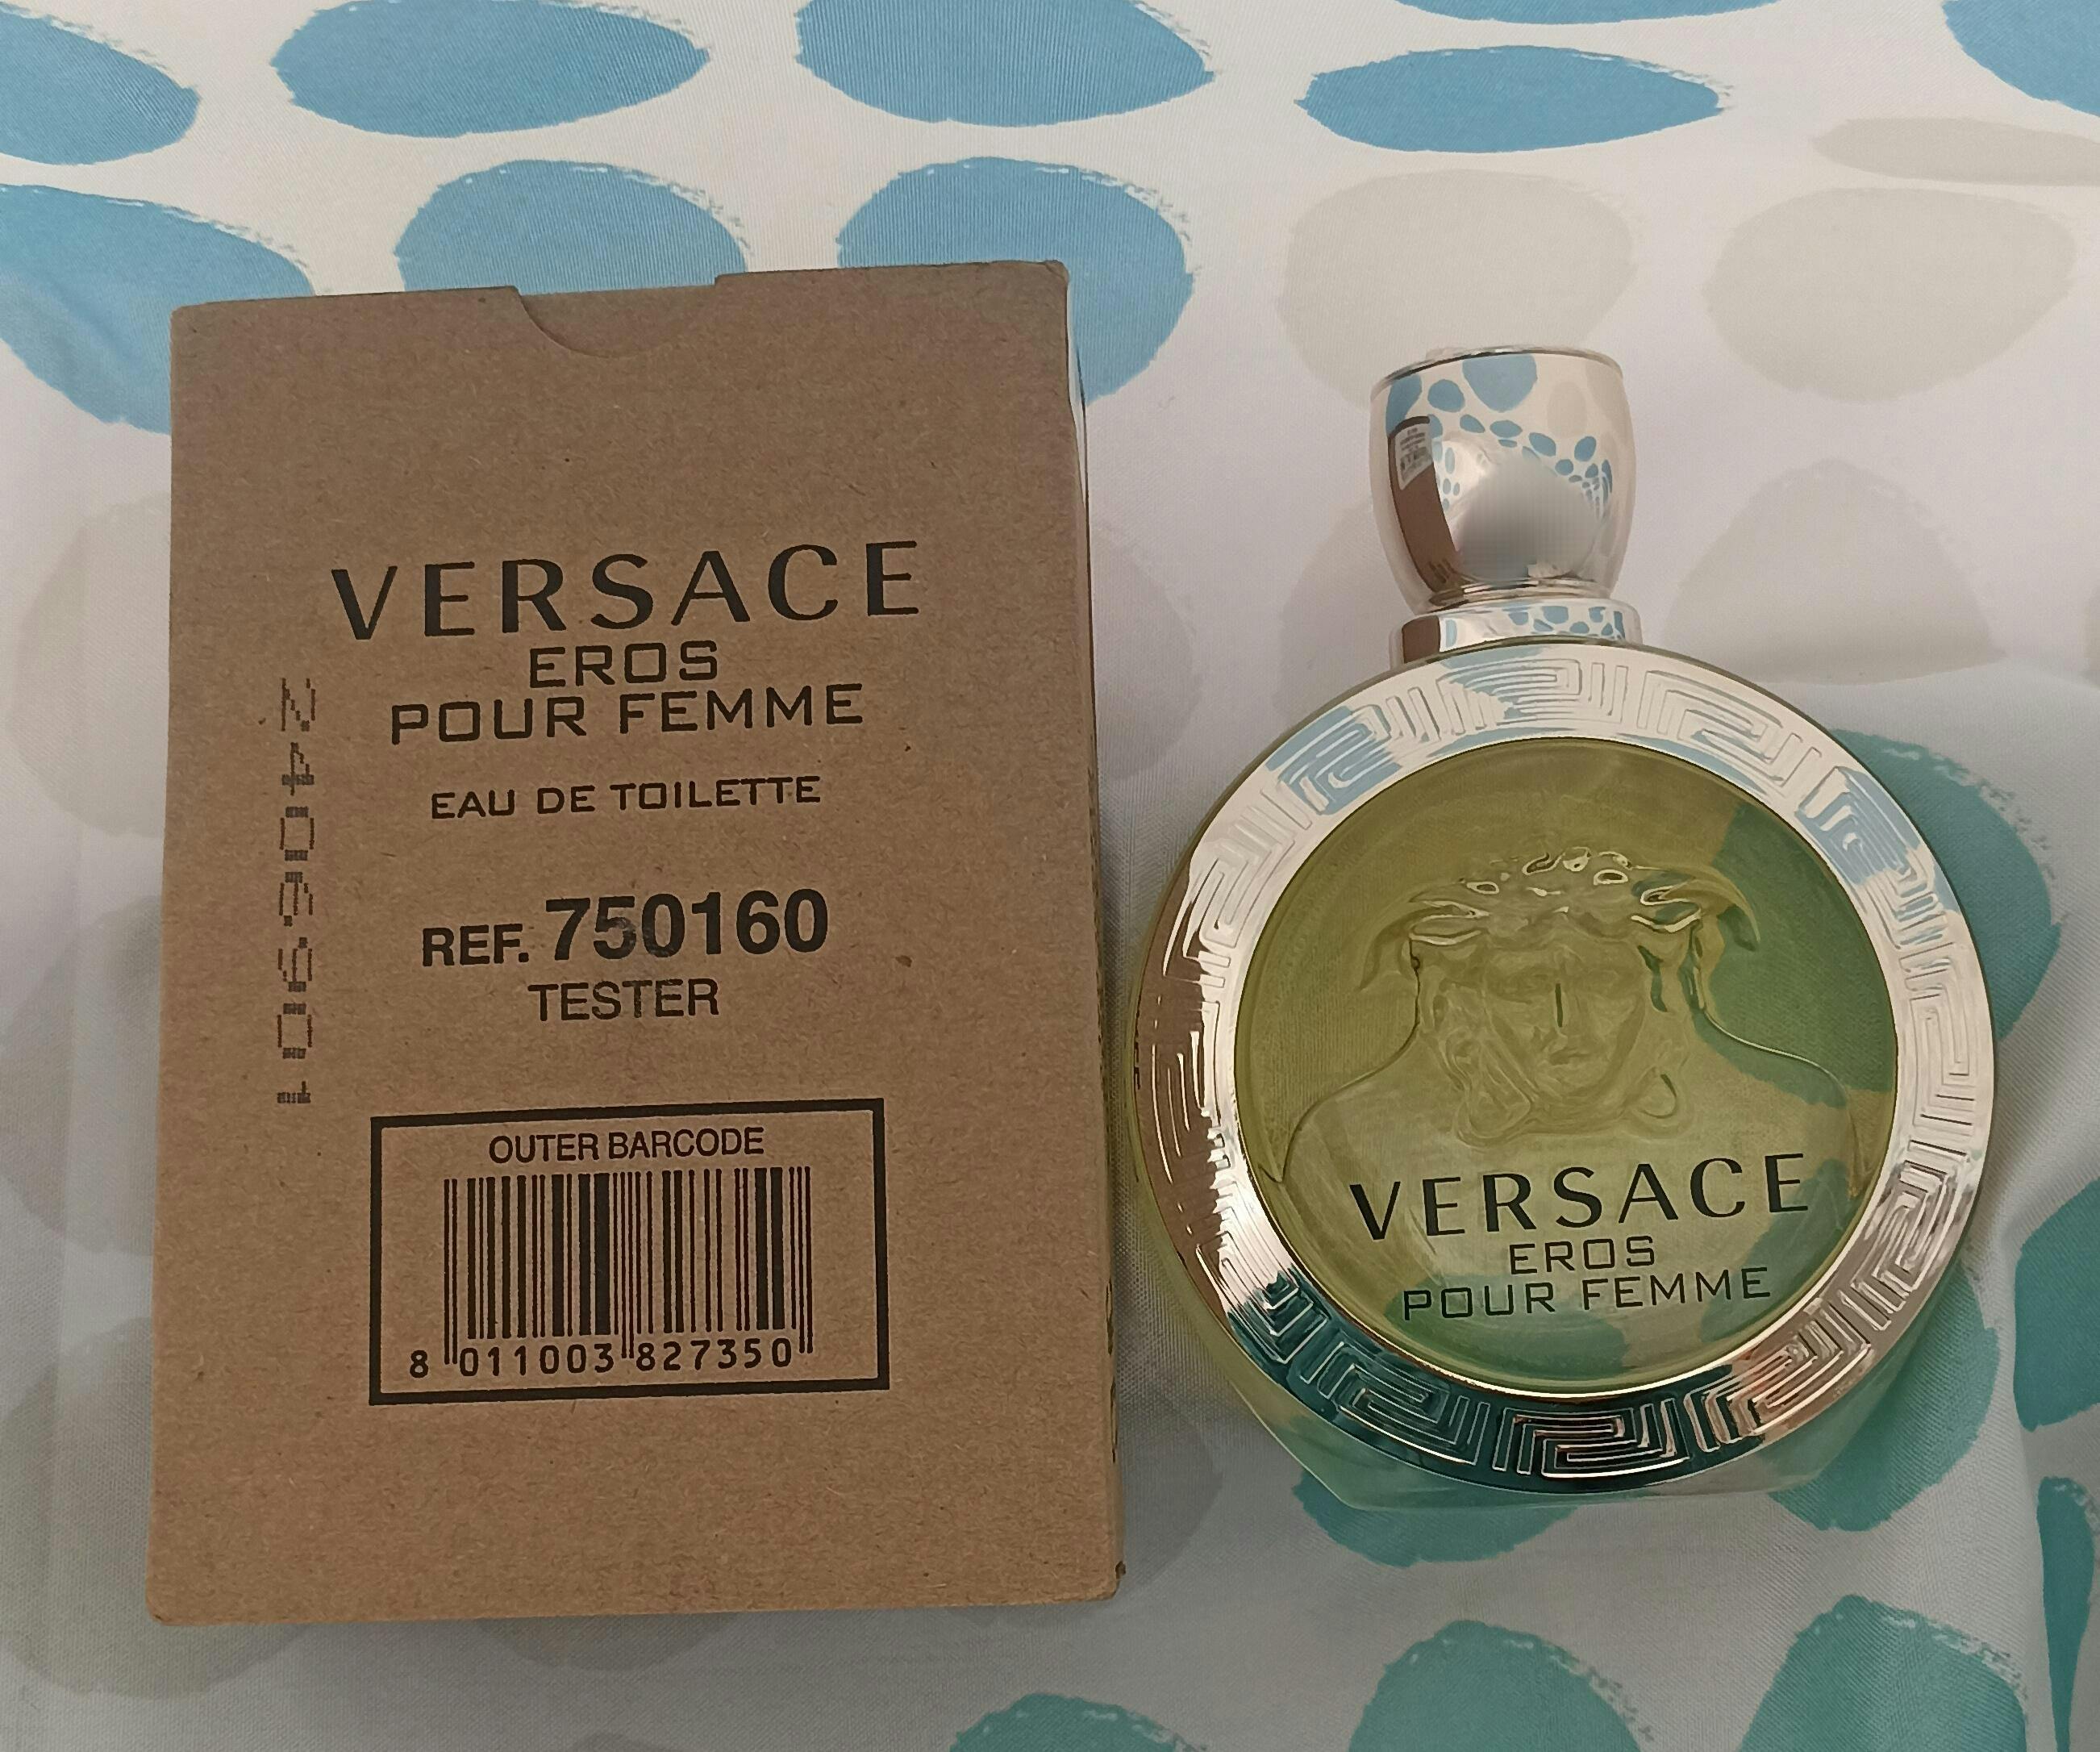 VERSACE
EROS
POUR FEMME
EAU DE TOILETTE
REF. 750160
TESTER
OUTER BARCODE
8 011003 827350
VERSACE
EROS
POUR FEMME